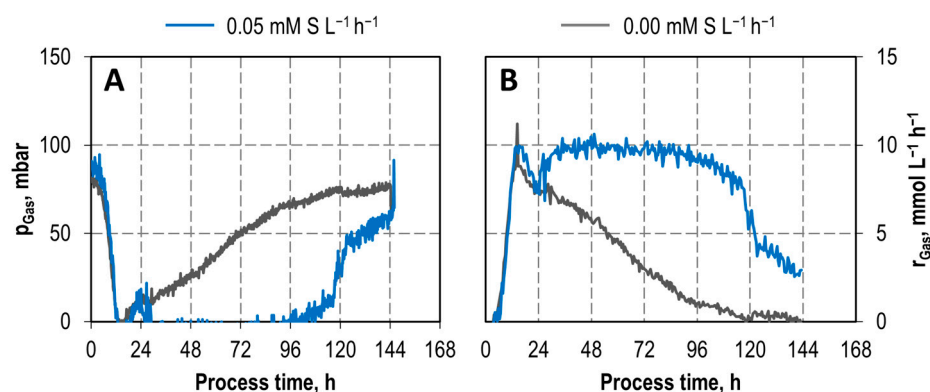 0.05 mM S L⁻¹ h⁻¹ 0.00 mM S L⁻¹ h⁻¹
A
B
150
100
50
0
0 24 48 72 96 120 144 168
Process time, h
pGas, mbar
0 24 48 72 96 120 144 168
Process time, h
15
10
5
0
rGas, mmol L⁻¹ h⁻¹